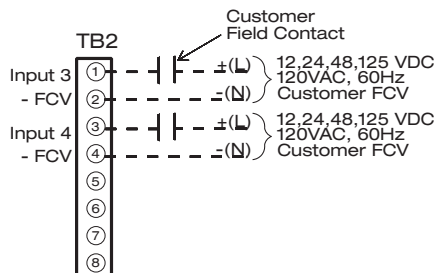 Customer
Field Contact
TB2
Input 3 1 +(L) 12,24,48,125 VDC
120VAC, 60Hz
- FCV 2 -(N) Customer FCV
Input 4 3 +(L) 12,24,48,125 VDC
120VAC, 60Hz
- FCV 4 -(N) Customer FCV
5
6
7
8